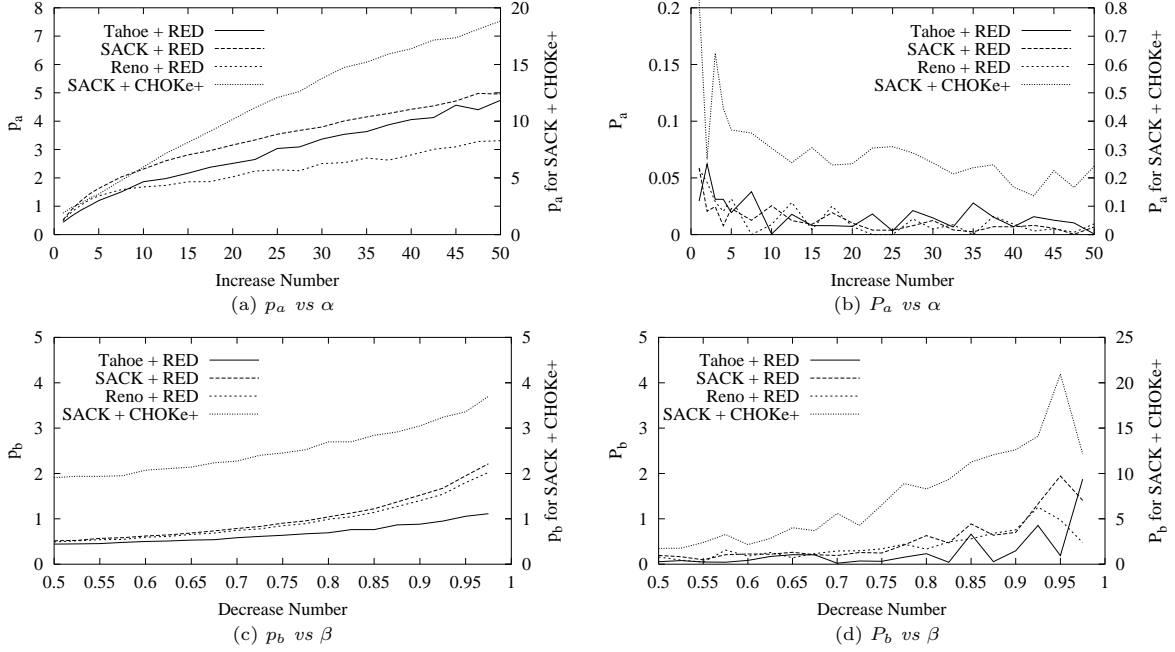 8
7
6
5
4
3
2
1
0
p_a
20
15
10
5
0
p_a for SACK + CHOKe+
Tahoe + RED
SACK + RED
Reno + RED
SACK + CHOKe+
0 5 10 15 20 25 30 35 40 45 50
Increase Number
(a) p_a vs α
0.2
0.15
0.1
0.05
0
P_a
0.8
0.7
0.6
0.5
0.4
0.3
0.2
0.1
0
P_a for SACK + CHOKe+
Tahoe + RED
SACK + RED
Reno + RED
SACK + CHOKe+
0 5 10 15 20 25 30 35 40 45 50
Increase Number
(b) P_a vs α
5
4
3
2
1
0
p_b
5
4
3
2
1
0
p_b for SACK + CHOKe+
Tahoe + RED
SACK + RED
Reno + RED
SACK + CHOKe+
0.5 0.55 0.6 0.65 0.7 0.75 0.8 0.85 0.9 0.95 1
Decrease Number
(c) p_b vs β
5
4
3
2
1
0
P_b
25
20
15
10
5
0
P_b for SACK + CHOKe+
Tahoe + RED
SACK + RED
Reno + RED
SACK + CHOKe+
0.5 0.55 0.6 0.65 0.7 0.75 0.8 0.85 0.9 0.95 1
Decrease Number
(d) P_b vs β